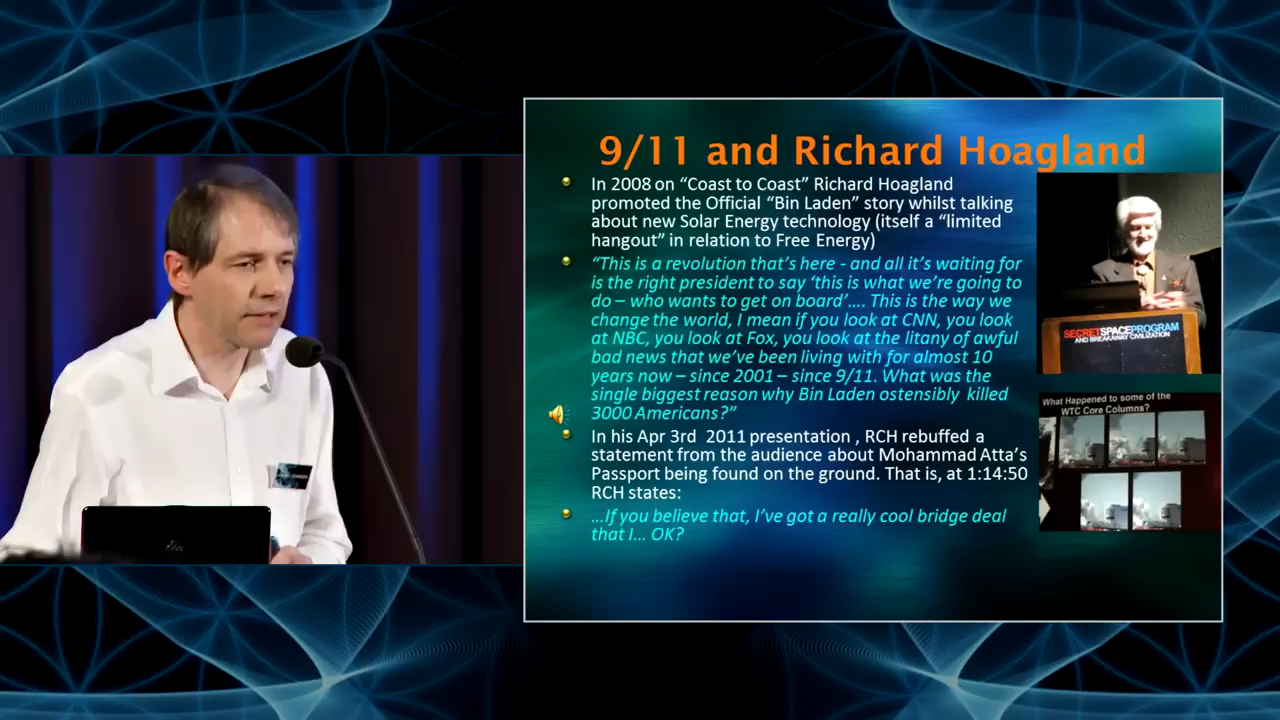 9/11 and Richard Hoagland
In 2008 on “Coast to Coast” Richard Hoagland
promoted the Official “Bin Laden” story whilst talking
about new Solar Energy technology (itself a “limited
hangout” in relation to Free Energy)
“This is a revolution that’s here - and all it’s waiting for
is the right president to say ‘this is what we’re going to
do – who wants to get on board’…. This is the way we
change the world, I mean if you look at CNN, you look
at NBC, you look at Fox, you look at the litany of awful
bad news that we’ve been living with for almost 10
years now – since 2001 – since 9/11. What was the
single biggest reason why Bin Laden ostensibly  killed
3000 Americans?”
In his Apr 3rd  2011 presentation , RCH rebuffed a
statement from the audience about Mohammad Atta’s
Passport being found on the ground. That is, at 1:14:50
RCH states:
…If you believe that, I’ve got a really cool bridge deal
that I… OK?
SECRETSPACEPROGRAM
AND BREAKAWAY CIVILIZATION
What Happened to some of the
WTC Core Columns?